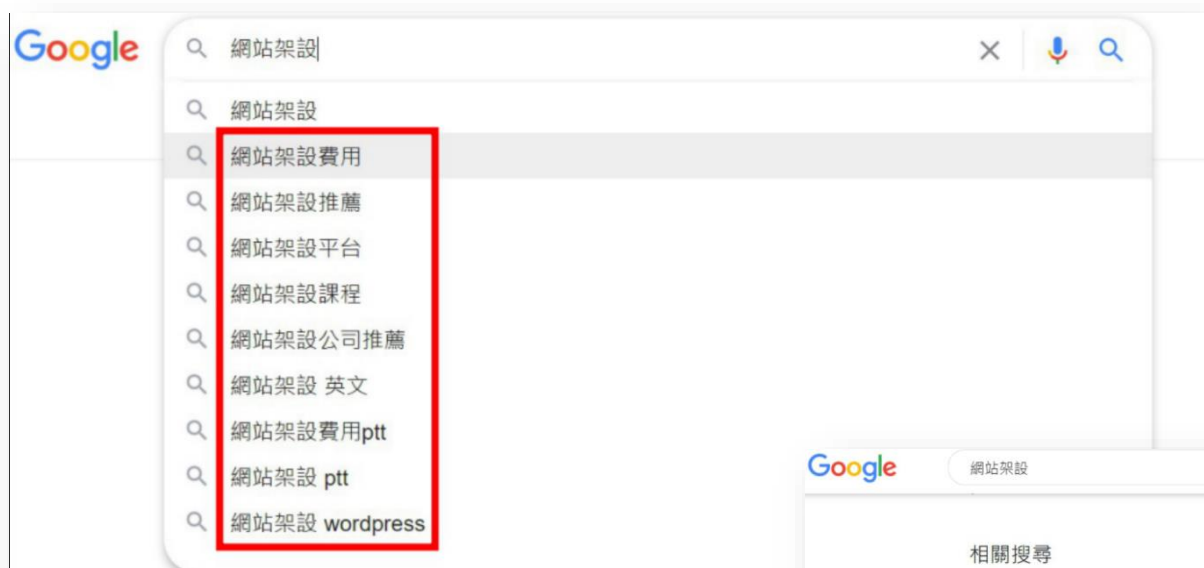 Google
網站架設
網站架設
網站架設費用
網站架設推薦
網站架設平台
網站架設課程
網站架設公司推薦
網站架設 英文
網站架設費用ptt
網站架設 ptt
網站架設 wordpress
Google
網站架設
相關搜尋